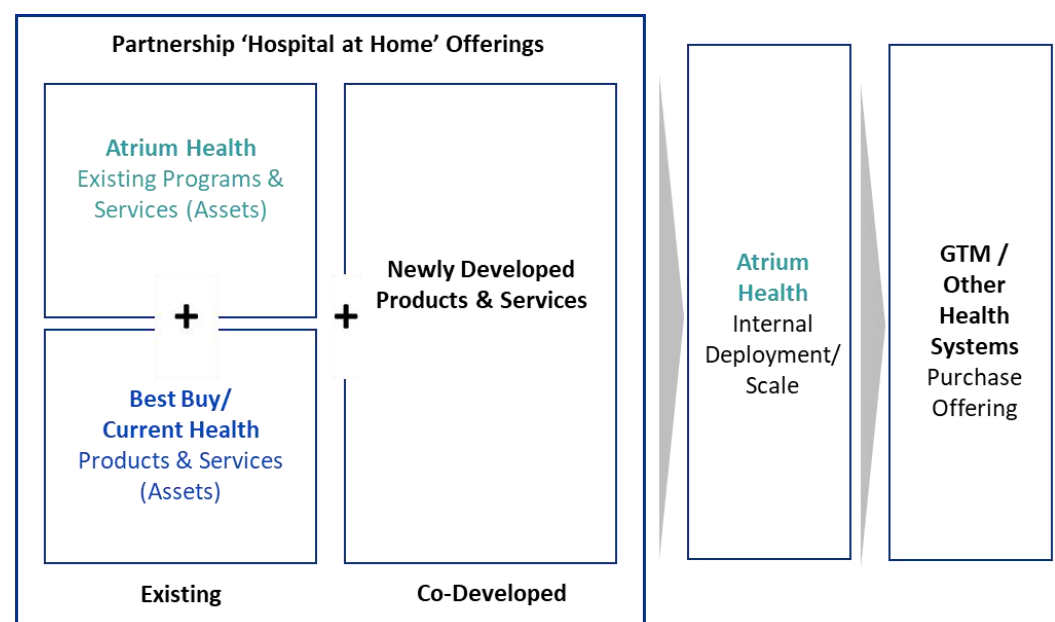 Partnership ‘Hospital at Home’ Offerings
Atrium Health
Existing Programs &
Services (Assets)
+
Best Buy/
Current Health
Products & Services
(Assets)
Existing
+
Newly Developed
Products & Services
Co-Developed
Atrium
Health
Internal
Deployment/
Scale
GTM /
Other
Health
Systems
Purchase
Offering